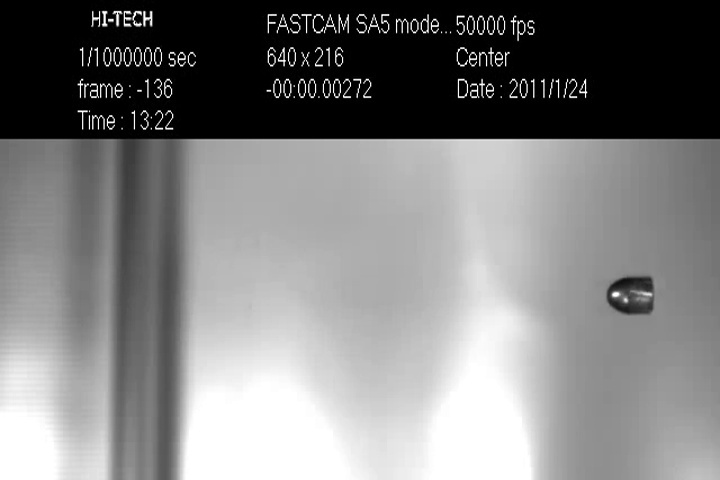 HI-TECH FASTCAM SA5 mode... 50000 fps
1/1000000 sec 640 x 216 Center
frame : -136 -00:00.00272 Date : 2011/1/24
Time : 13:22